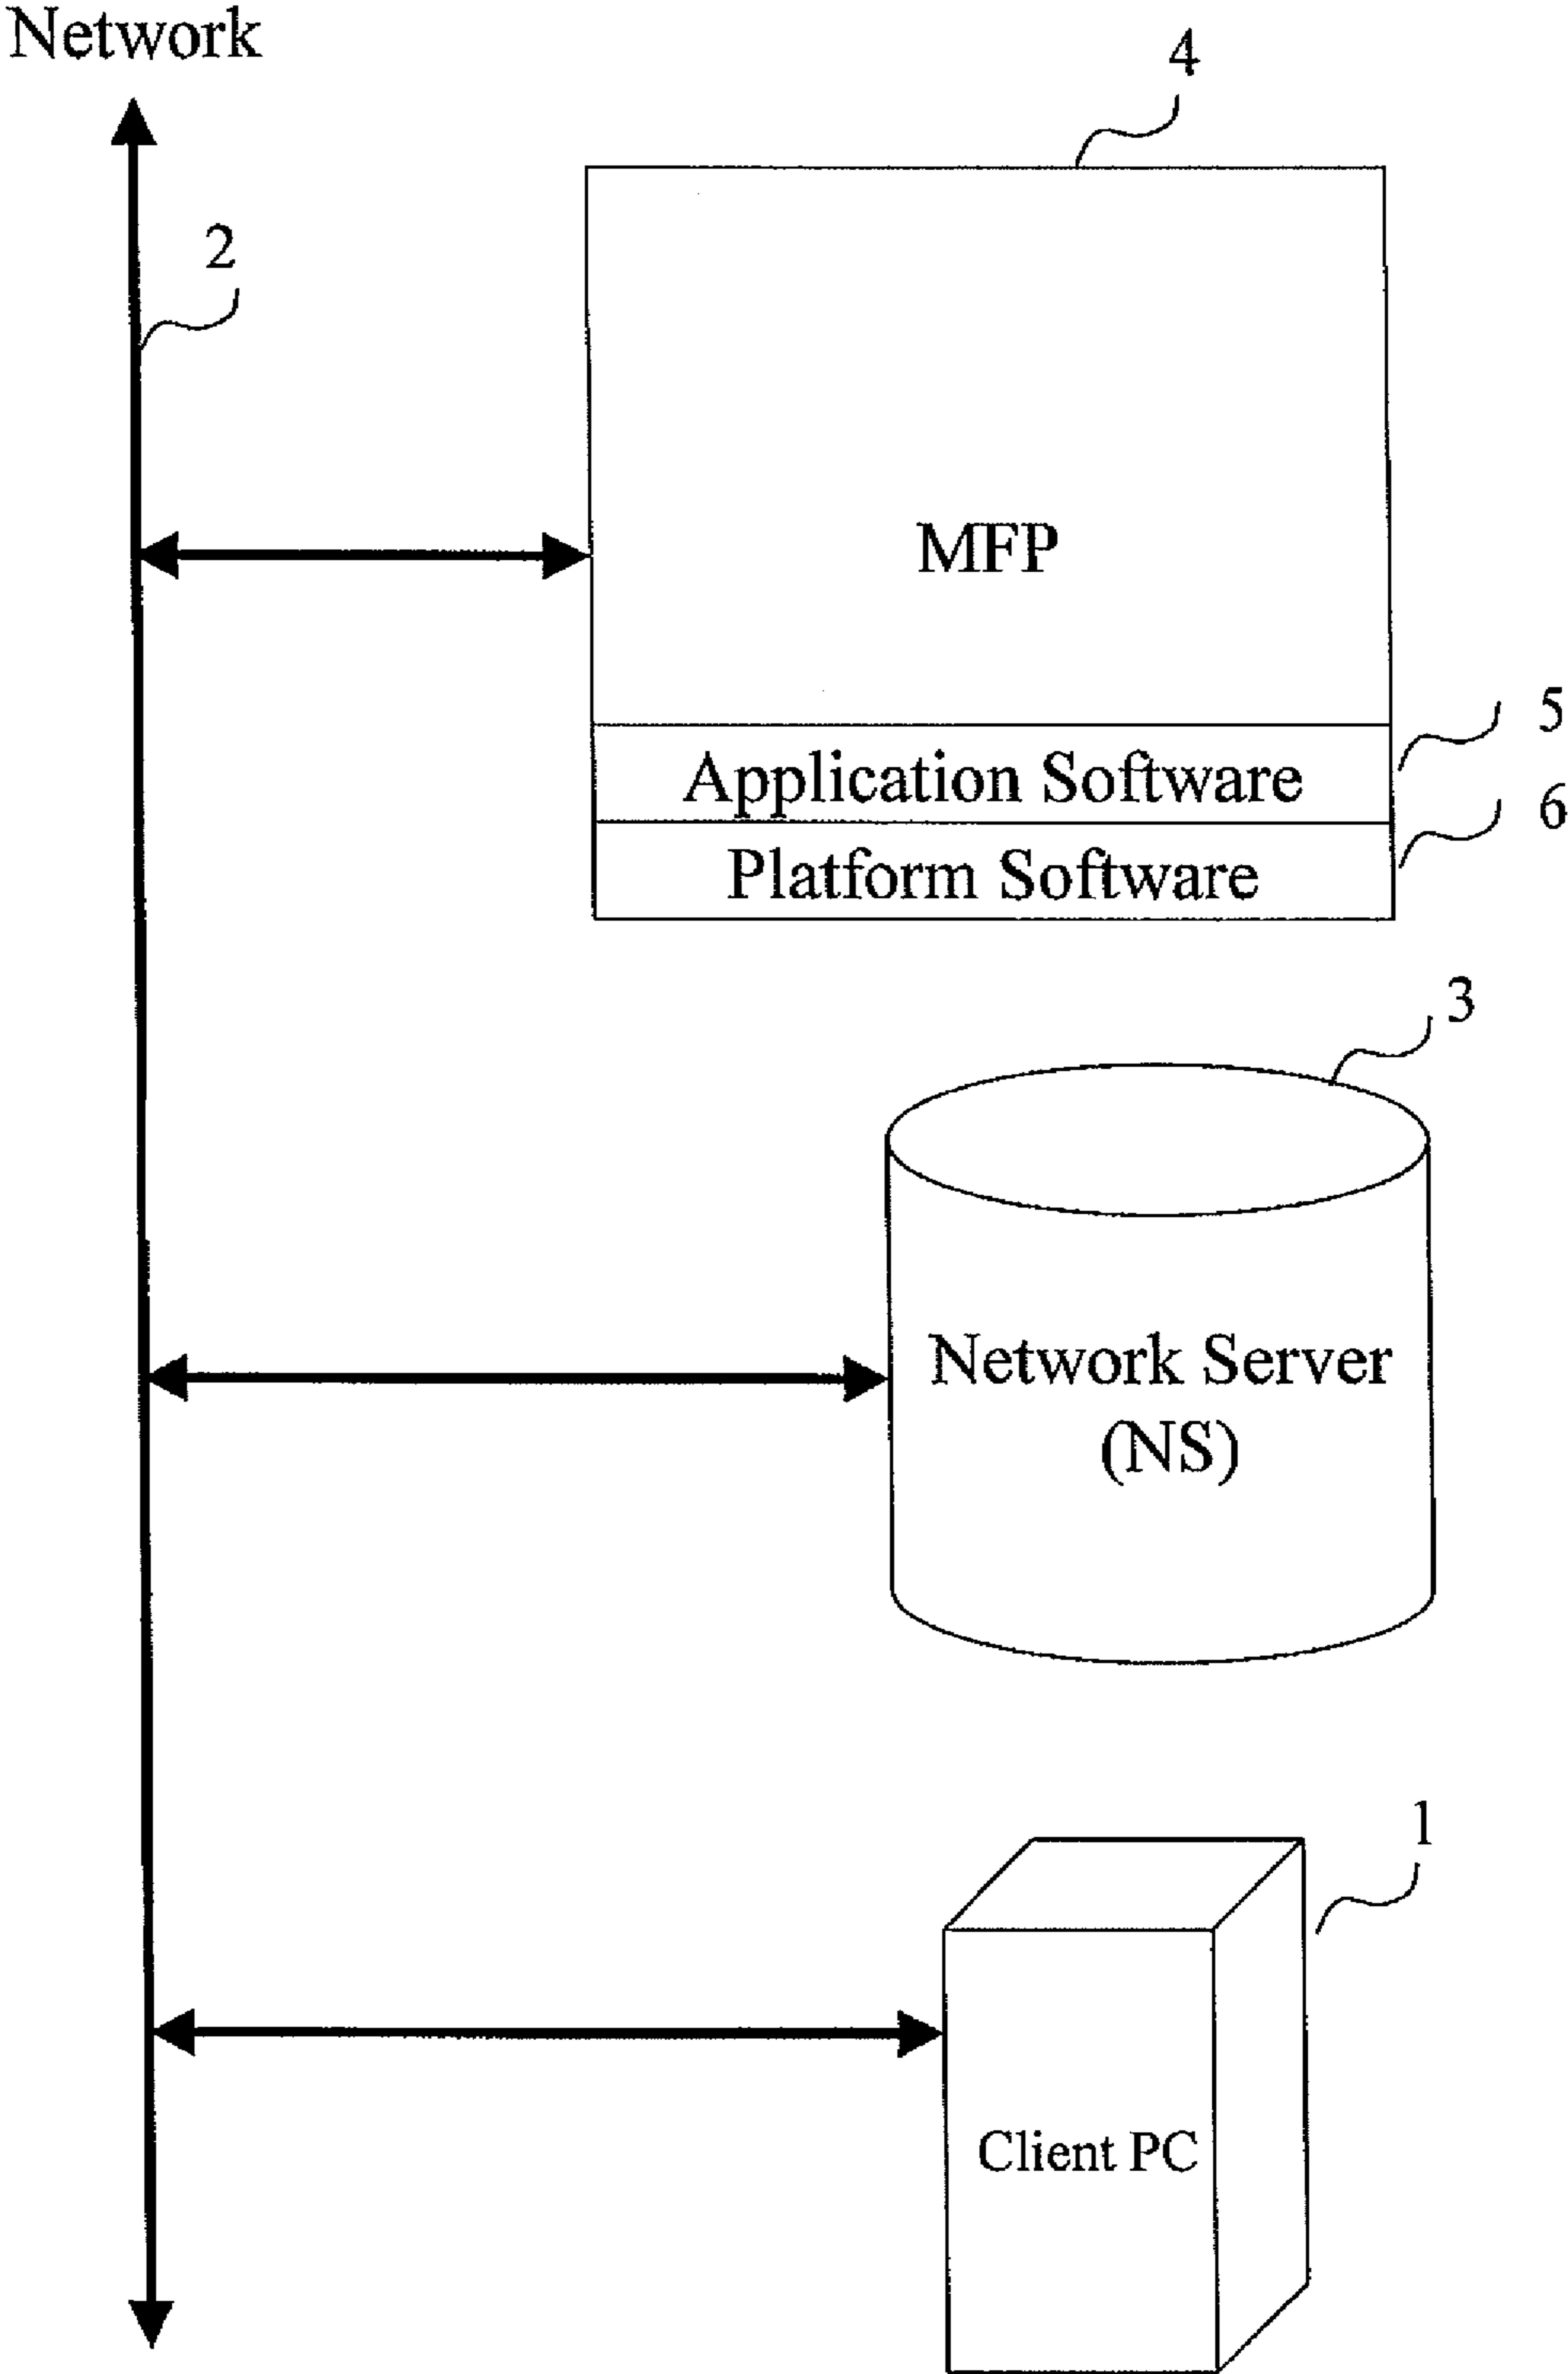 Network
4
2
MFP
5
Application Software
6
Platform Software
3
Network Server
(NS)
1
Client PC